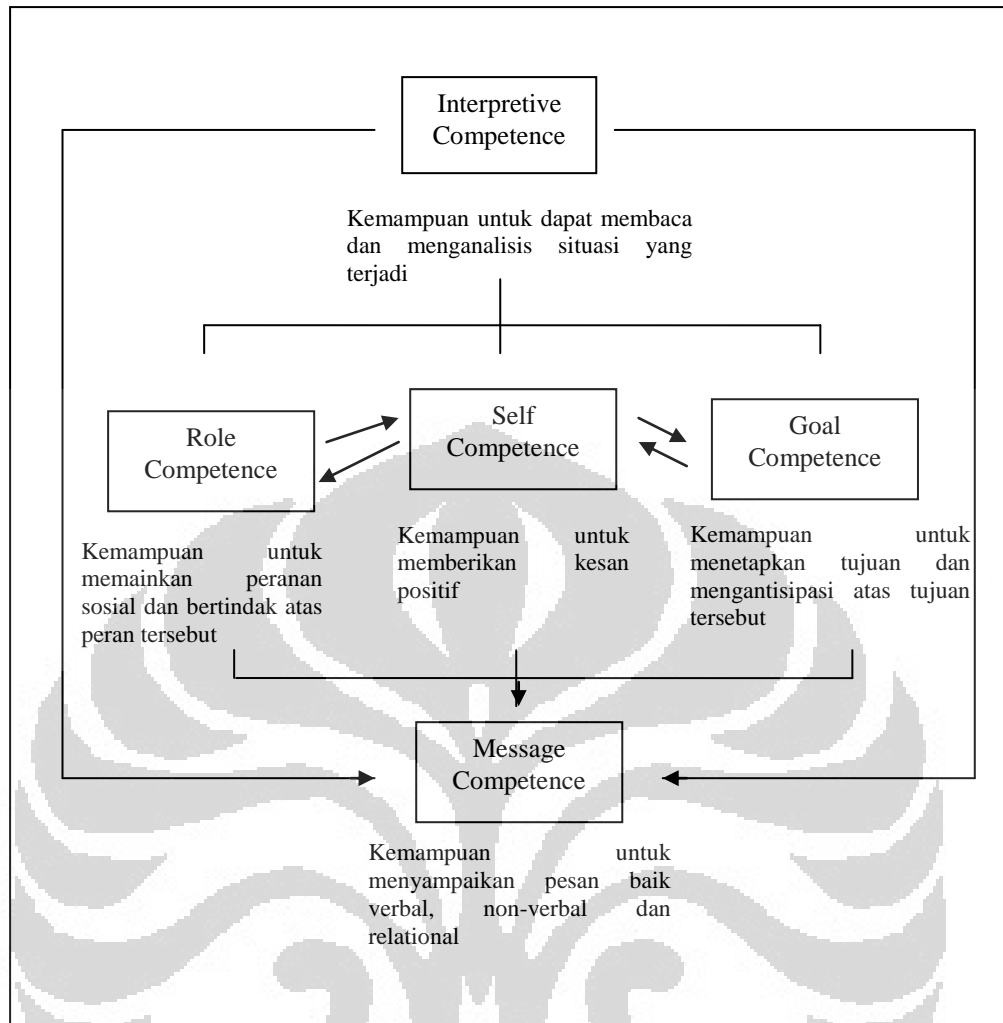 Interpretive
Competence
Kemampuan untuk dapat membaca
dan menganalisis situasi yang
terjadi
Role
Competence
Self
Competence
Goal
Competence
Kemampuan untuk
memainkan peranan
sosial dan bertindak atas
peran tersebut
Kemampuan untuk
memberikan kesan
positif
Kemampuan untuk
menetapkan tujuan dan
mengantisipasi atas tujuan
tersebut
Message
Competence
Kemampuan untuk
menyampaikan pesan baik
verbal, non-verbal dan
relational